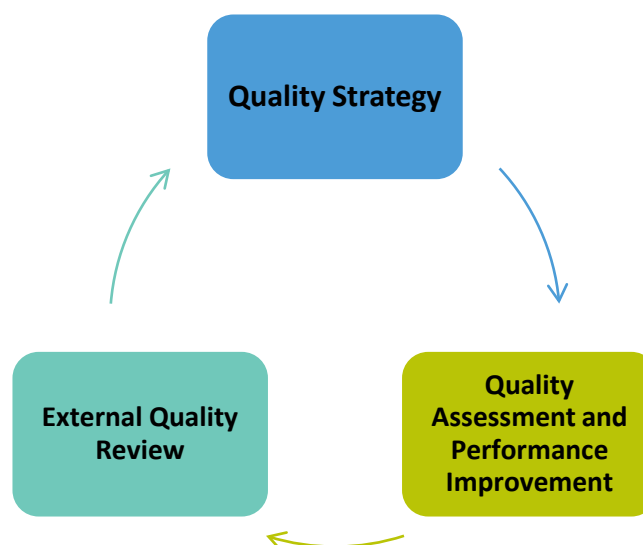 Quality Strategy
External Quality
Review
Quality
Assessment and
Performance
Improvement